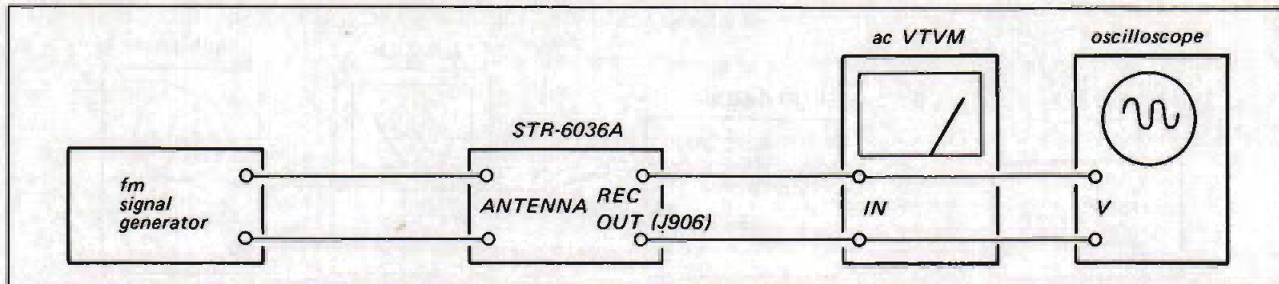 ac VTVM
oscilloscope
STR-6036A
fm
signal
generator
ANTENNA
REC
OUT (J906)
IN
V